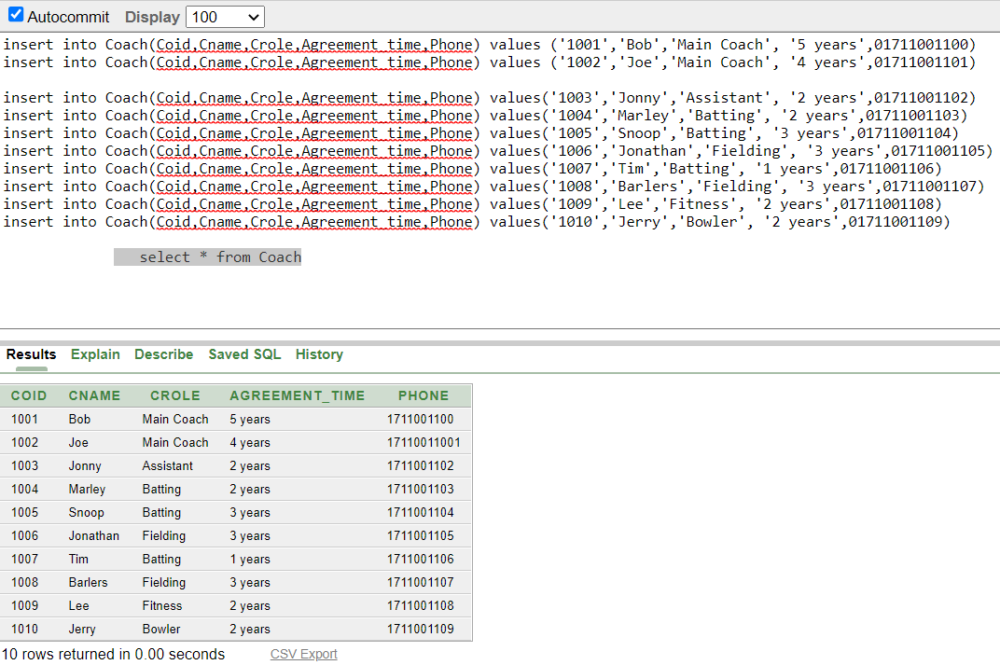 Autocommit Display 100
insert into Coach(Coid,Cname,Crole,Agreement_time,Phone) values ('1001','Bob','Main Coach', '5 years',01711001100)
insert into Coach(Coid,Cname,Crole,Agreement_time,Phone) values ('1002','Joe','Main Coach', '4 years',01711001101)
insert into Coach(Coid,Cname,Crole,Agreement_time,Phone) values('1003','Jonny','Assistant', '2 years',01711001102)
insert into Coach(Coid,Cname,Crole,Agreement_time,Phone) values('1004','Marley','Batting', '2 years',01711001103)
insert into Coach(Coid,Cname,Crole,Agreement_time,Phone) values('1005','Snoop','Batting', '3 years',01711001104)
insert into Coach(Coid,Cname,Crole,Agreement_time,Phone) values('1006','Jonathan','Fielding', '3 years',01711001105)
insert into Coach(Coid,Cname,Crole,Agreement_time,Phone) values('1007','Tim','Batting', '1 years',01711001106)
insert into Coach(Coid,Cname,Crole,Agreement_time,Phone) values('1008','Barlers','Fielding', '3 years',01711001107)
insert into Coach(Coid,Cname,Crole,Agreement_time,Phone) values('1009','Lee','Fitness', '2 years',01711001108)
insert into Coach(Coid,Cname,Crole,Agreement_time,Phone) values('1010','Jerry','Bowler', '2 years',01711001109)
select * from Coach
Results Explain Describe Saved SQL History
COID CNAME CROLE AGREEMENT_TIME PHONE
1001 Bob Main Coach 5 years 1711001100
1002 Joe Main Coach 4 years 17110011001
1003 Jonny Assistant 2 years 1711001102
1004 Marley Batting 2 years 1711001103
1005 Snoop Batting 3 years 1711001104
1006 Jonathan Fielding 3 years 1711001105
1007 Tim Batting 1 years 1711001106
1008 Barlers Fielding 3 years 1711001107
1009 Lee Fitness 2 years 1711001108
1010 Jerry Bowler 2 years 1711001109
10 rows returned in 0.00 seconds CSV Export